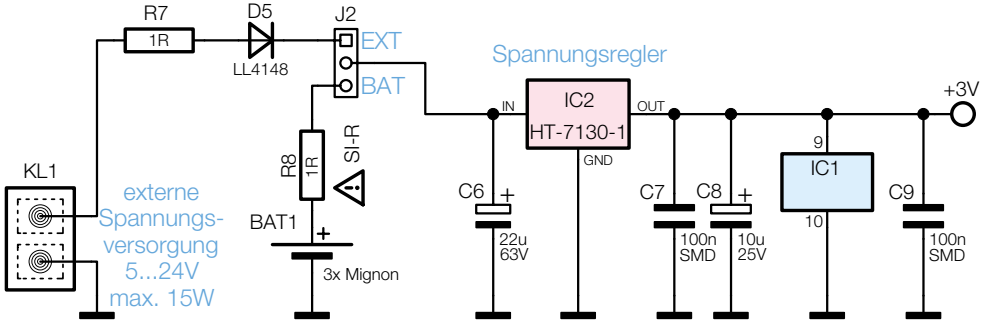 R7
1R
D5
LL4148
J2
EXT
BAT
Spannungsregler
IN
IC2
HT-7130-1
OUT
GND
+3V
9
IC1
10
KL1
externe
Spannungs-
versorgung
5...24V
max. 15W
R8
1R
SI-R
!
BAT1
+
3x Mignon
C6
+
22u
63V
C7
100n
SMD
C8
+
10u
25V
C9
100n
SMD